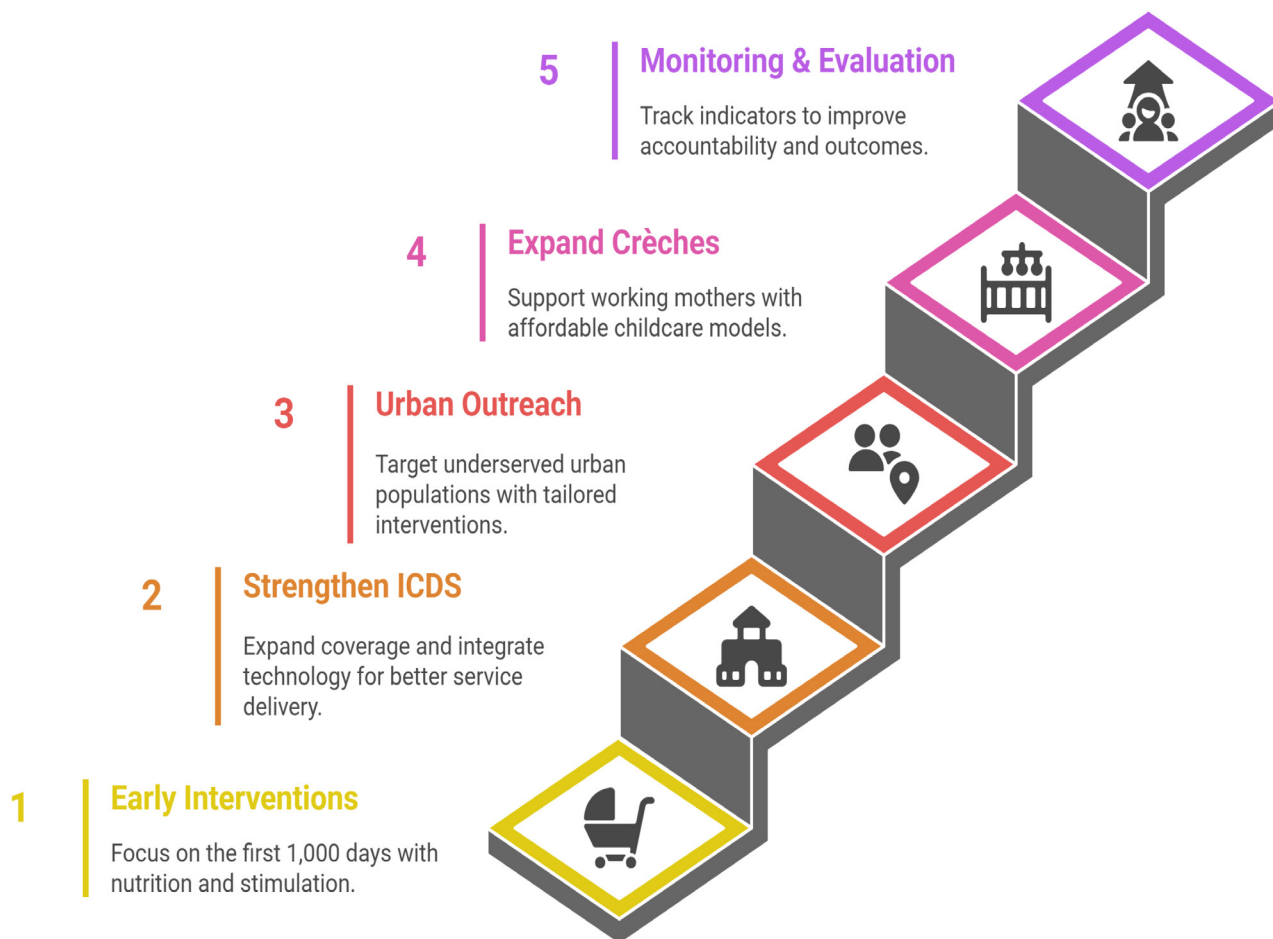 5
Monitoring & Evaluation
Track indicators to improve
accountability and outcomes.
4
Expand Crèches
Support working mothers with
affordable childcare models.
3
Urban Outreach
Target underserved urban
populations with tailored
interventions.
2
Strengthen ICDS
Expand coverage and integrate
technology for better service
delivery.
1
Early Interventions
Focus on the first 1,000 days with
nutrition and stimulation.